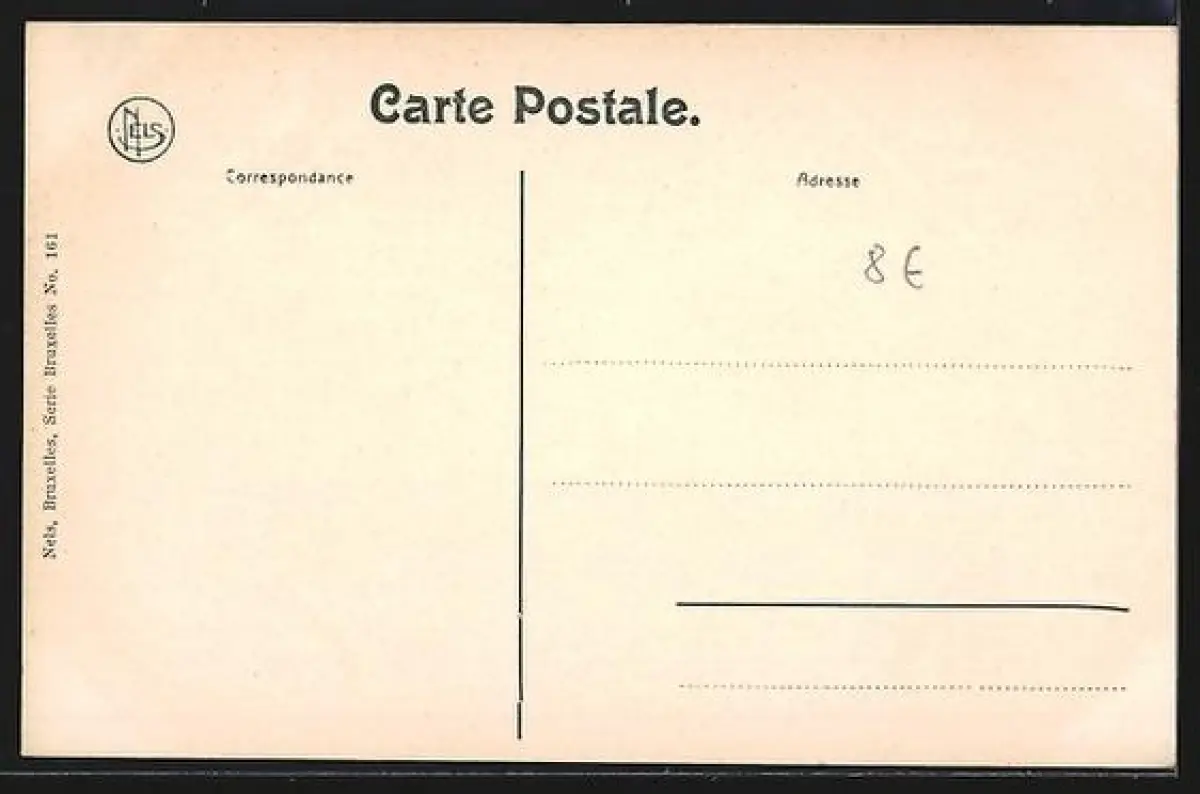 NELS
Carte Postale.
Correspondance
Adresse
8 €
Nels, Bruxelles, Serie Bruxelles No. 161